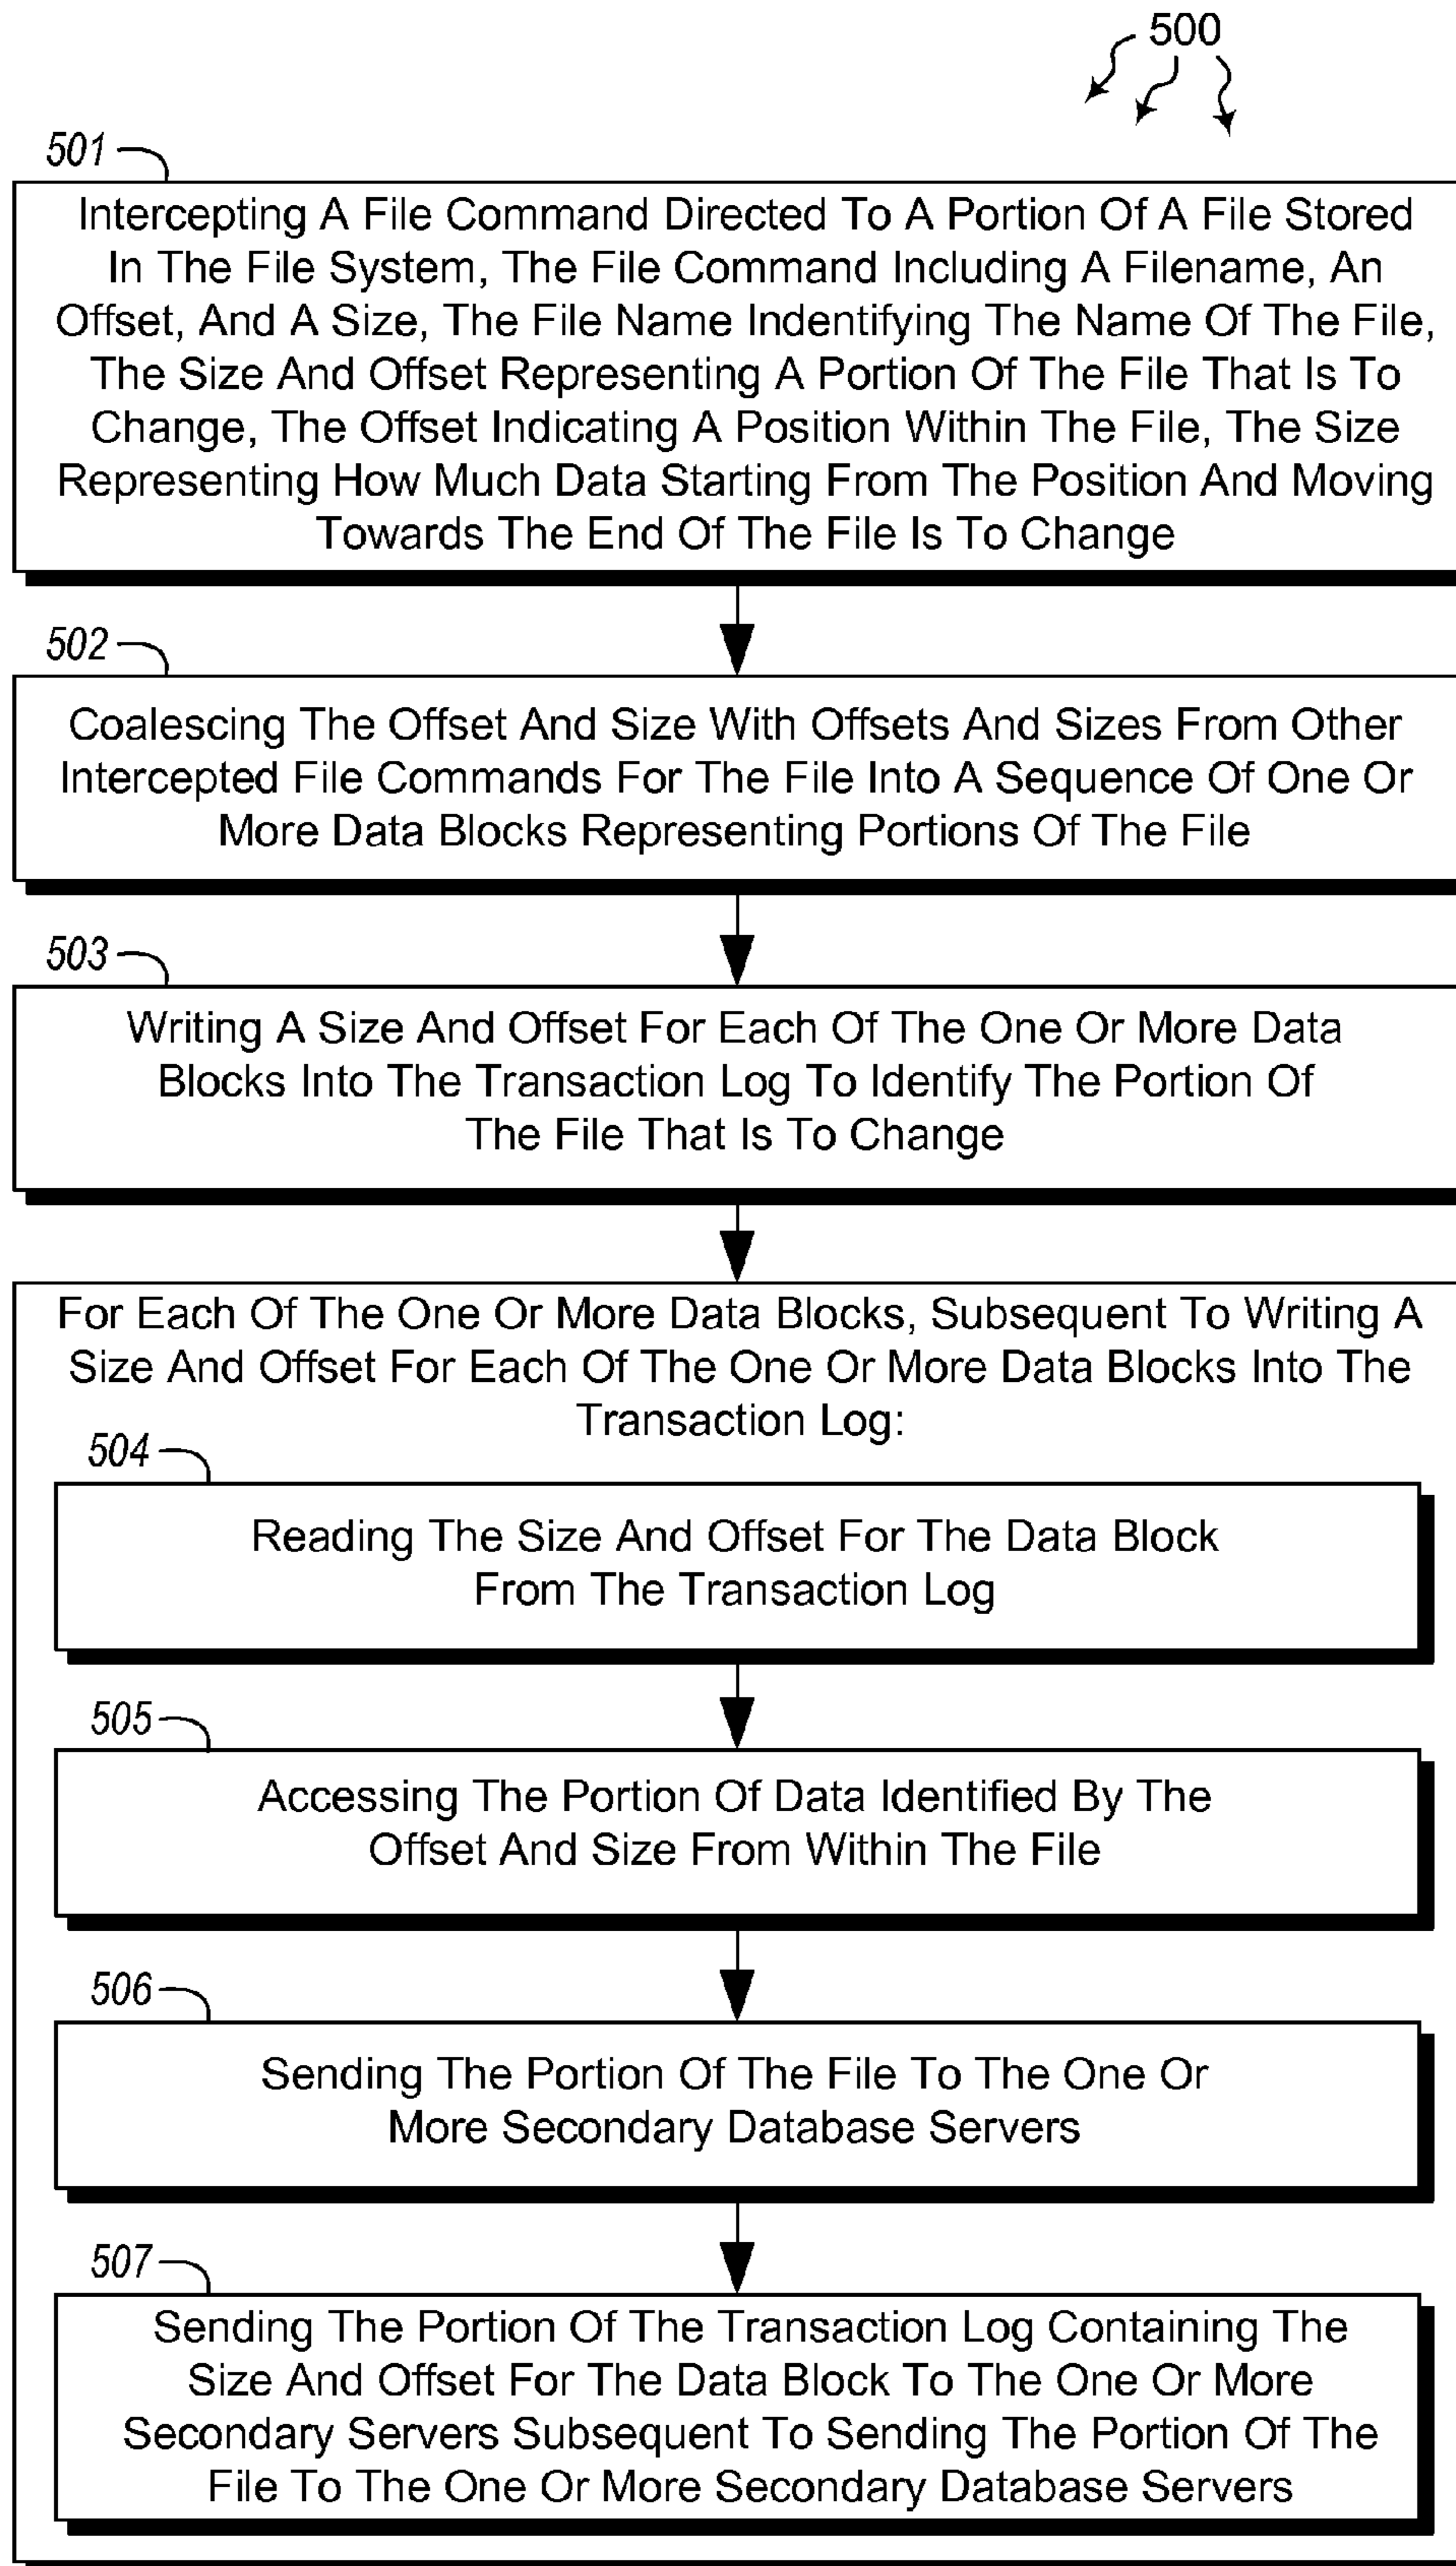 500
501
Intercepting A File Command Directed To A Portion Of A File Stored
In The File System, The File Command Including A Filename, An
Offset, And A Size, The File Name Indentifying The Name Of The File,
The Size And Offset Representing A Portion Of The File That Is To
Change, The Offset Indicating A Position Within The File, The Size
Representing How Much Data Starting From The Position And Moving
Towards The End Of The File Is To Change
502
Coalescing The Offset And Size With Offsets And Sizes From Other
Intercepted File Commands For The File Into A Sequence Of One Or
More Data Blocks Representing Portions Of The File
503
Writing A Size And Offset For Each Of The One Or More Data
Blocks Into The Transaction Log To Identify The Portion Of
The File That Is To Change
For Each Of The One Or More Data Blocks, Subsequent To Writing A
Size And Offset For Each Of The One Or More Data Blocks Into The
Transaction Log:
504
Reading The Size And Offset For The Data Block
From The Transaction Log
505
Accessing The Portion Of Data Identified By The
Offset And Size From Within The File
506
Sending The Portion Of The File To The One Or
More Secondary Database Servers
507
Sending The Portion Of The Transaction Log Containing The
Size And Offset For The Data Block To The One Or More
Secondary Servers Subsequent To Sending The Portion Of The
File To The One Or More Secondary Database Servers